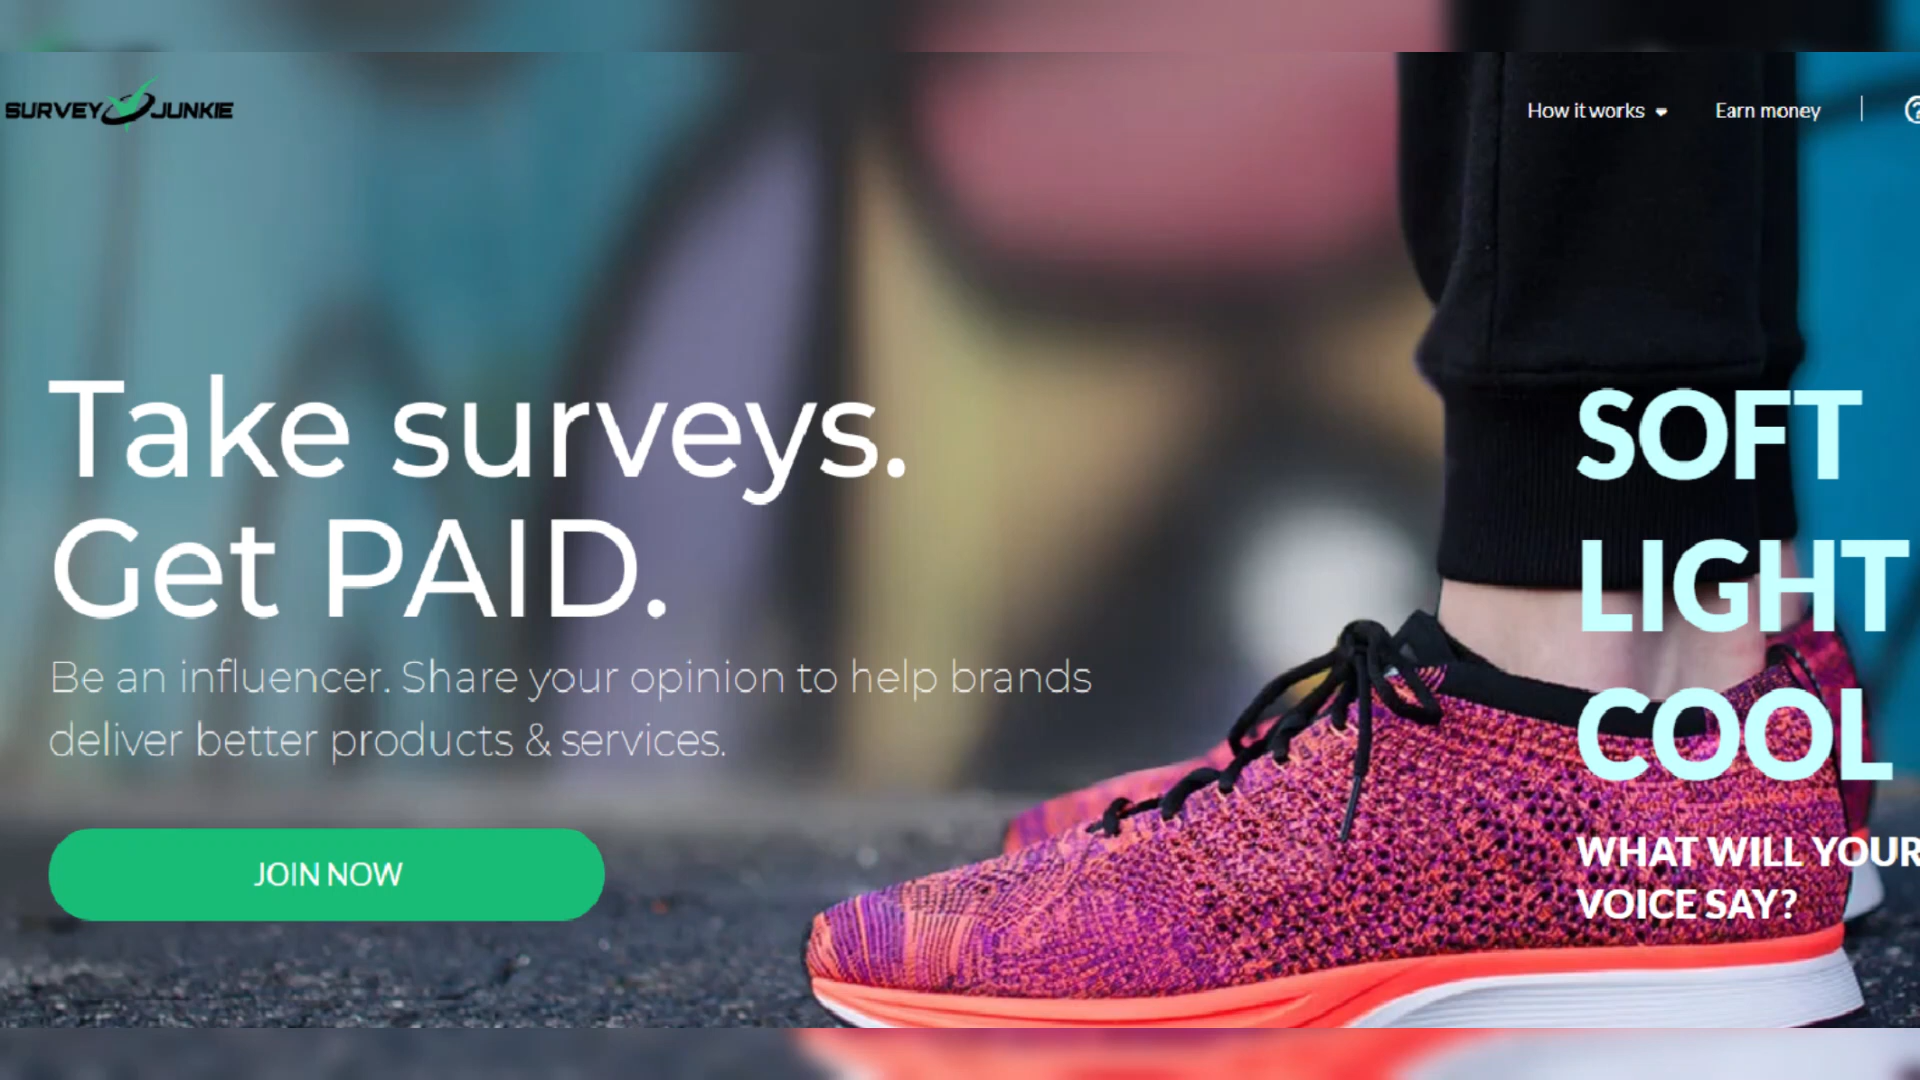 SURVEY JUNKIE
How it works
Earn money
Take surveys.
Get PAID.
Be an influencer. Share your opinion to help brands
deliver better products & services.
JOIN NOW
SOFT
LIGHT
COOL
WHAT WILL YOUR
VOICE SAY?